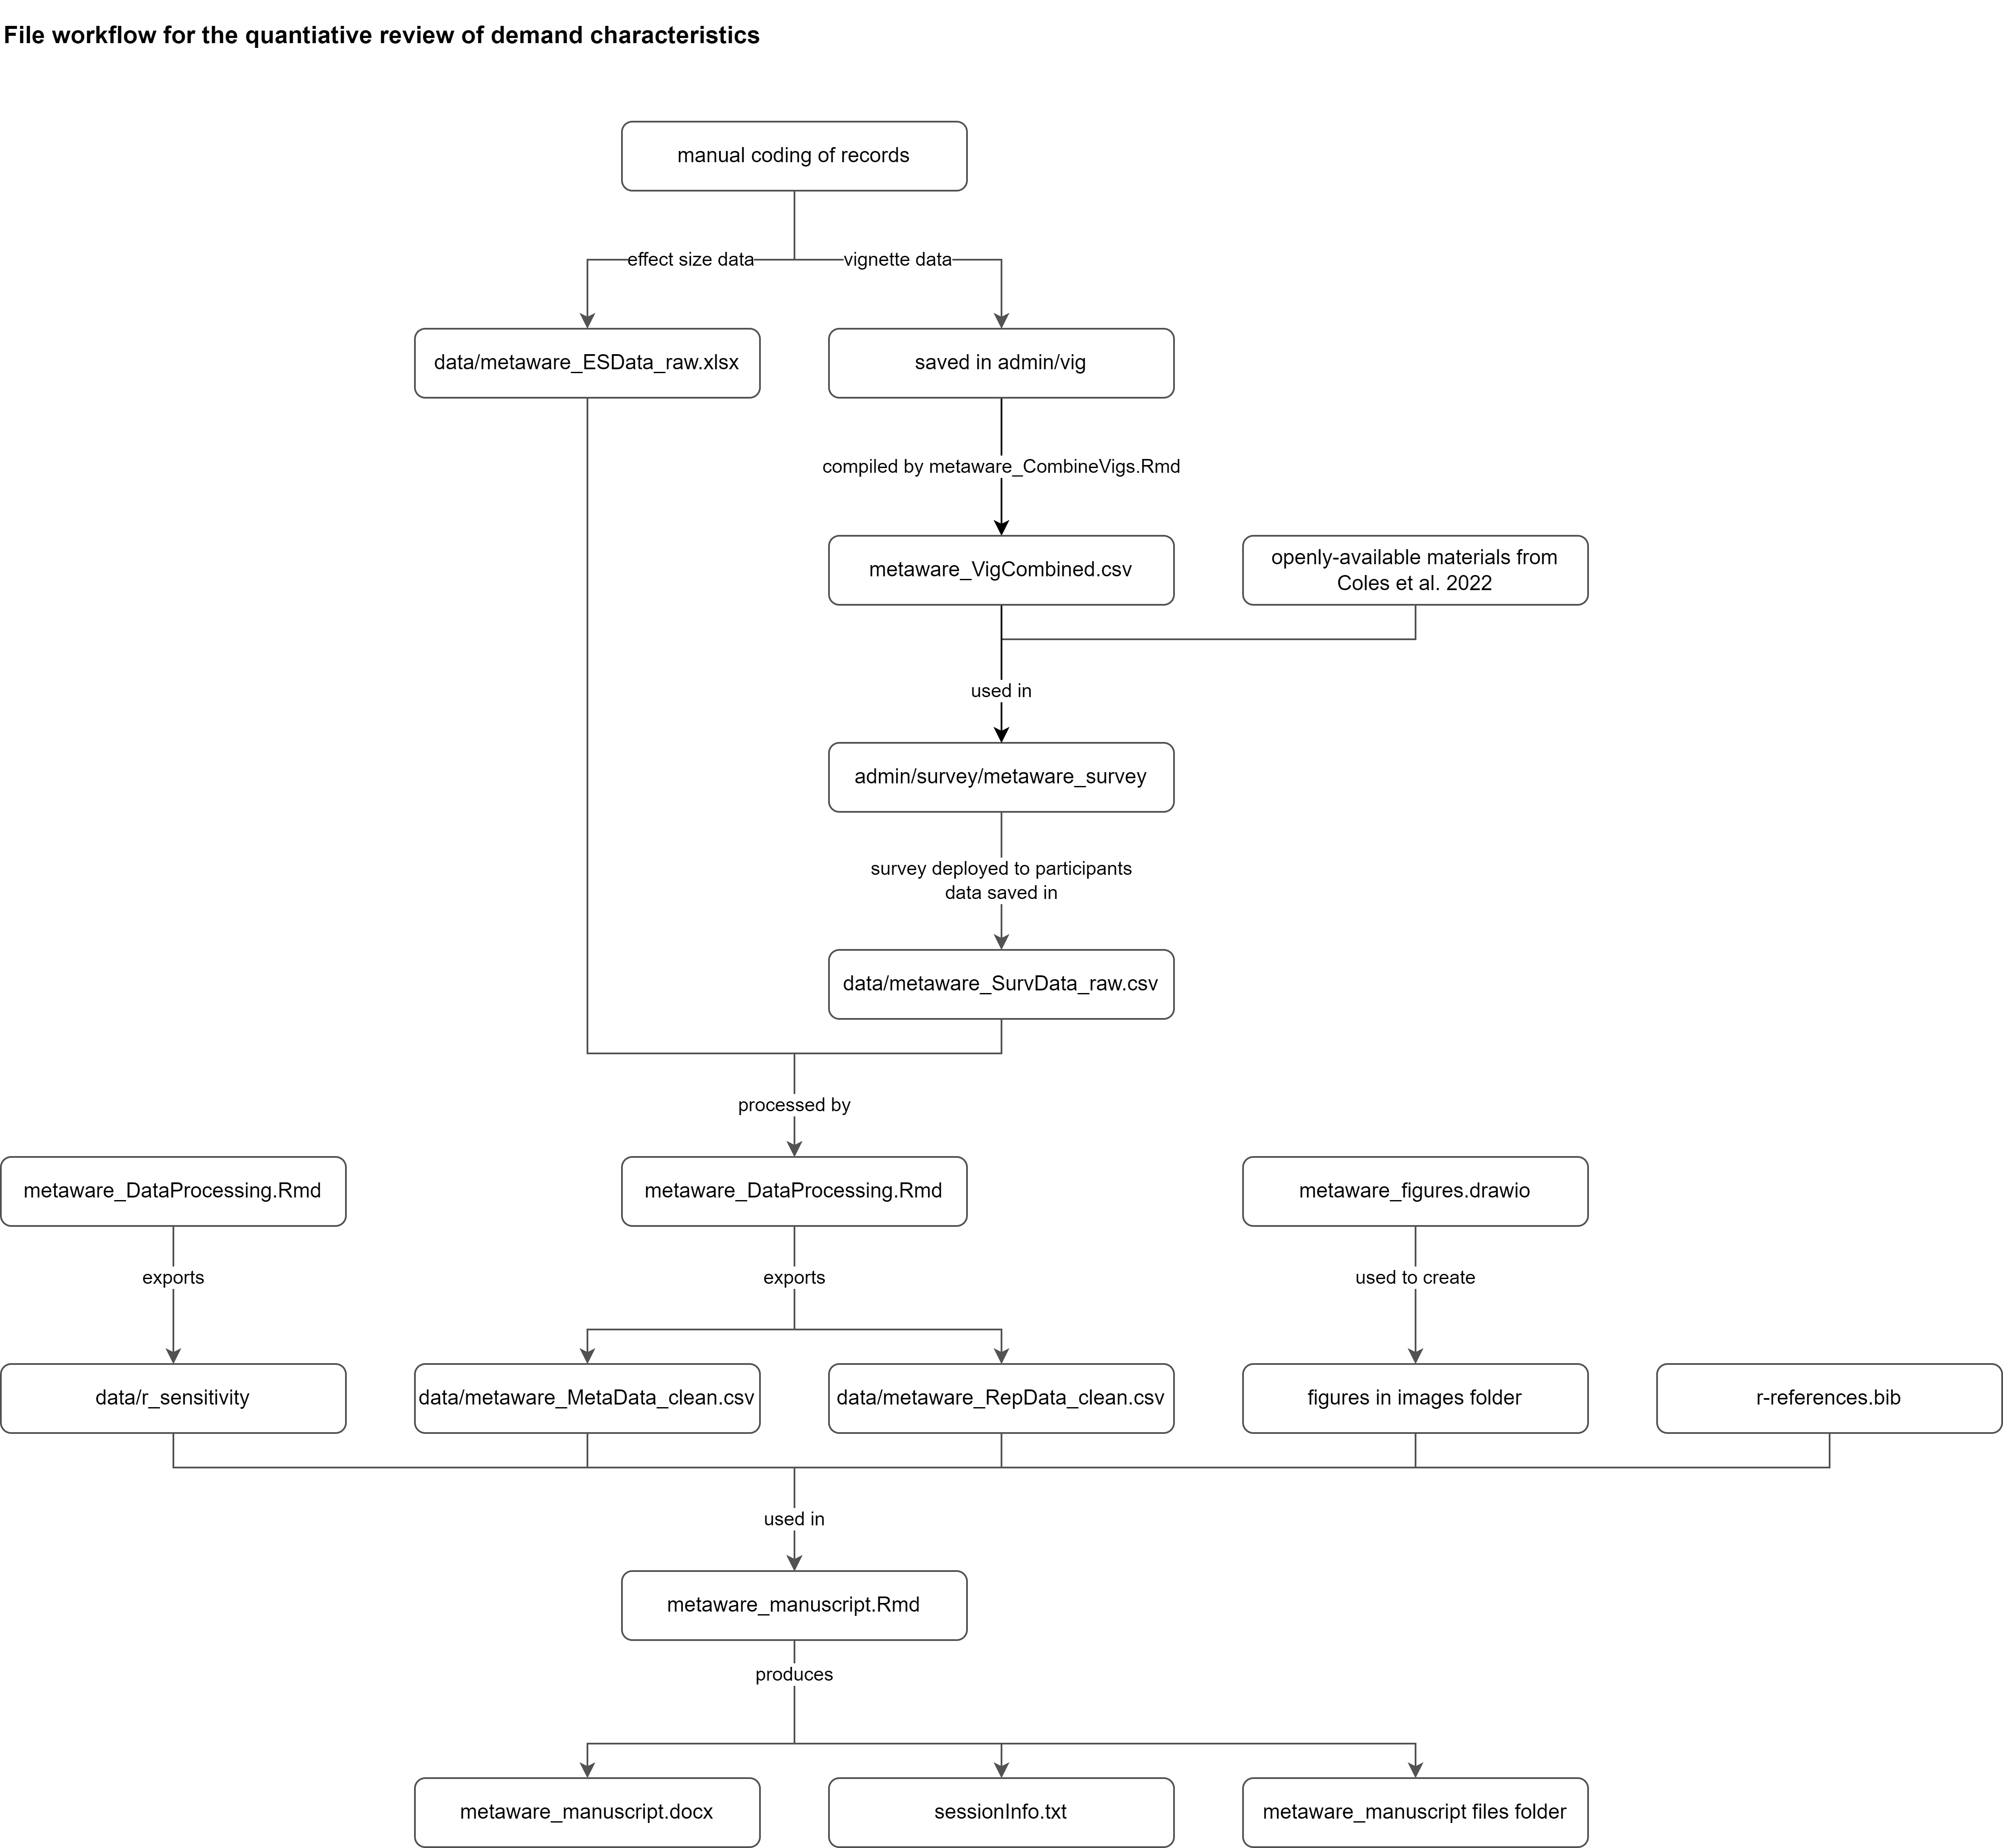 File workflow for the quantiative review of demand characteristics
manual coding of records
effect size data
vignette data
data/metaware_ESData_raw.xlsx
saved in admin/vig
compiled by metaware_CombineVigs.Rmd
metaware_VigCombined.csv
openly-available materials from
Coles et al. 2022
used in
admin/survey/metaware_survey
survey deployed to participants
data saved in
data/metaware_SurvData_raw.csv
processed by
metaware_DataProcessing.Rmd
metaware_DataProcessing.Rmd
metaware_figures.drawio
exports
exports
used to create
data/r_sensitivity
data/metaware_MetaData_clean.csv
data/metaware_RepData_clean.csv
figures in images folder
r-references.bib
used in
metaware_manuscript.Rmd
produces
metaware_manuscript.docx
sessionInfo.txt
metaware_manuscript files folder